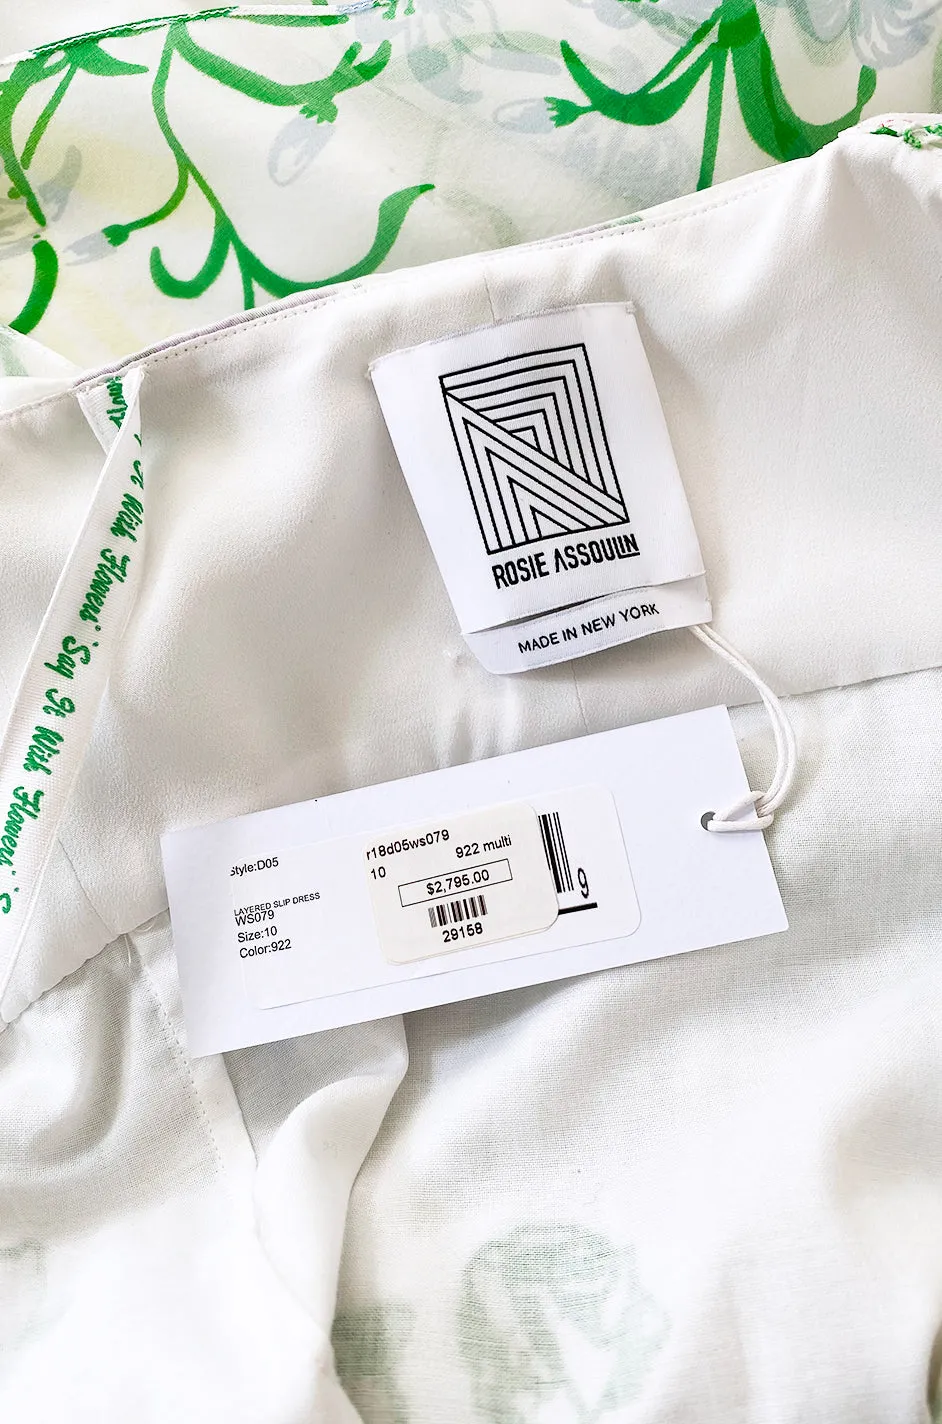 ROSIE ASSOULIN
MADE IN NEW YORK
It With Flowers" Say It With Flowers"
Style:D05
LAYERED SLIP DRESS
WS079
Size:10
Color:922
r18d05ws079
922 multi
10
$2,795.00
29158
9